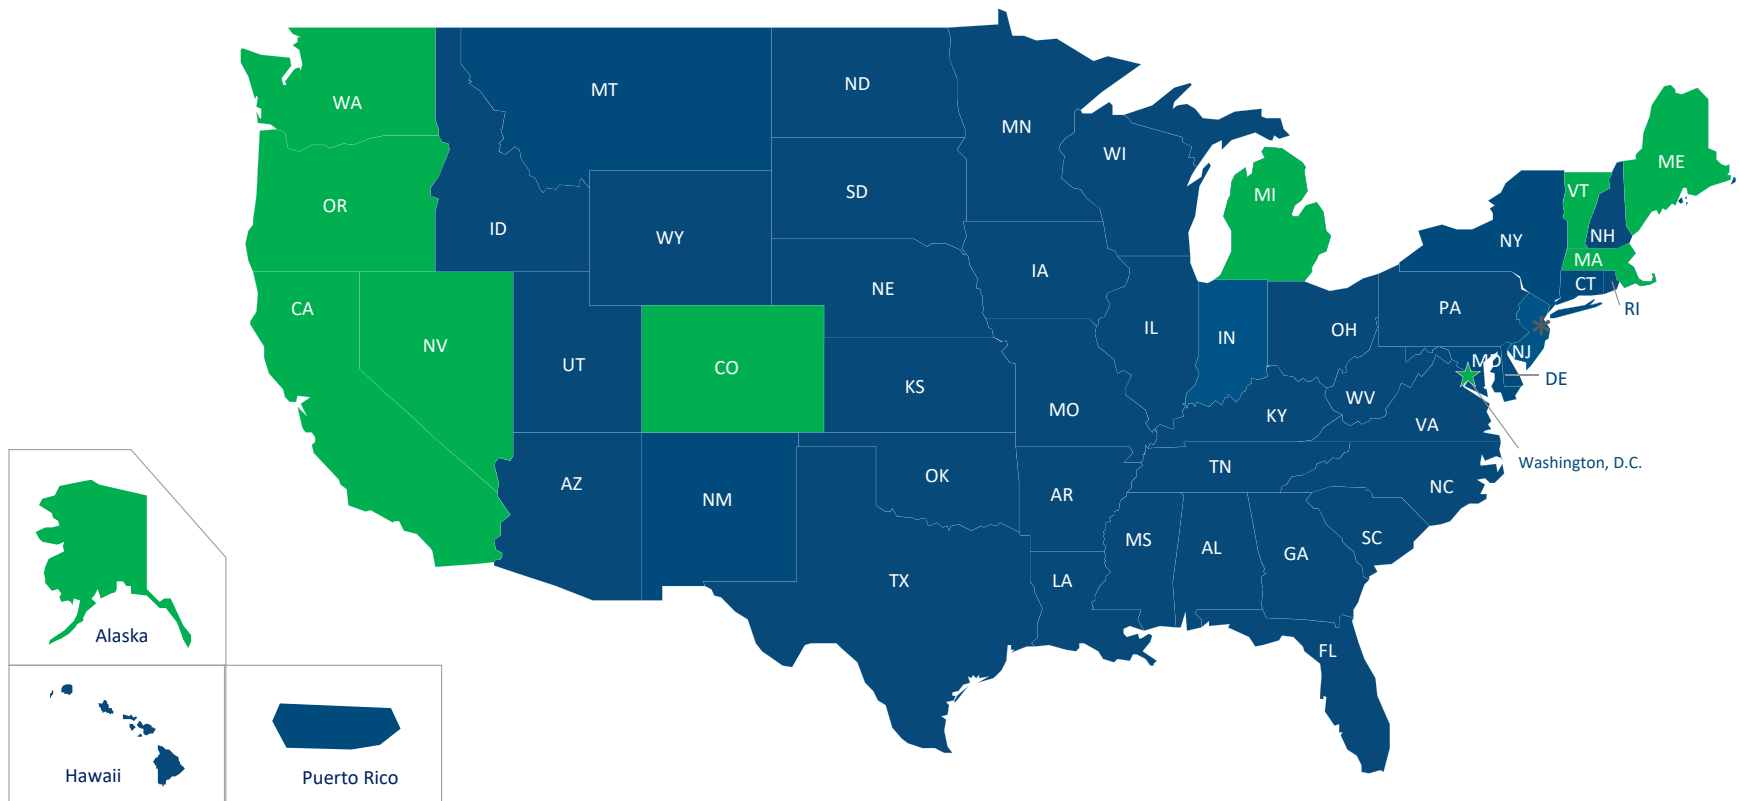 WA
MT
ND
MN
WI
MI
ME
VT
NH
OR
ID
WY
SD
NY
MA
CT
RI
IA
NE
PA
CA
NV
UT
CO
KS
MO
IL
IN
OH
NJ
MD
DE
WV
KY
VA
Washington, D.C.
TN
NC
OK
AR
AZ
NM
MS
AL
GA
SC
TX
LA
FL
Alaska
Hawaii
Puerto Rico
*